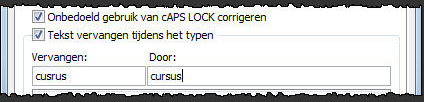 Onbedoeld gebruik van cAPS LOCK corrigeren
Tekst vervangen tijdens het typen
Vervangen: Door:
cusrus cursus